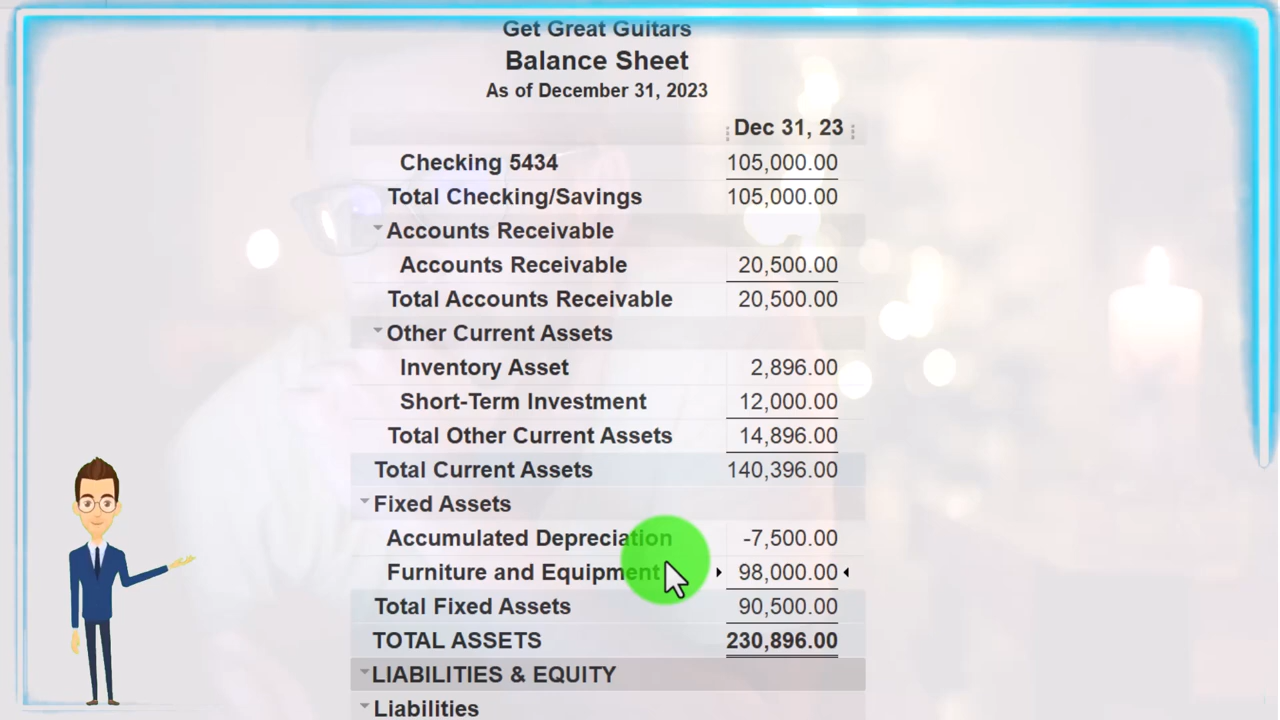 Get Great Guitars
Balance Sheet
As of December 31, 2023
Dec 31, 23
Checking 5434 105,000.00
Total Checking/Savings 105,000.00
Accounts Receivable
Accounts Receivable 20,500.00
Total Accounts Receivable 20,500.00
Other Current Assets
Inventory Asset 2,896.00
Short-Term Investment 12,000.00
Total Other Current Assets 14,896.00
Total Current Assets 140,396.00
Fixed Assets
Accumulated Depreciation -7,500.00
Furniture and Equipment 98,000.00
Total Fixed Assets 90,500.00
TOTAL ASSETS 230,896.00
LIABILITIES & EQUITY
Liabilities